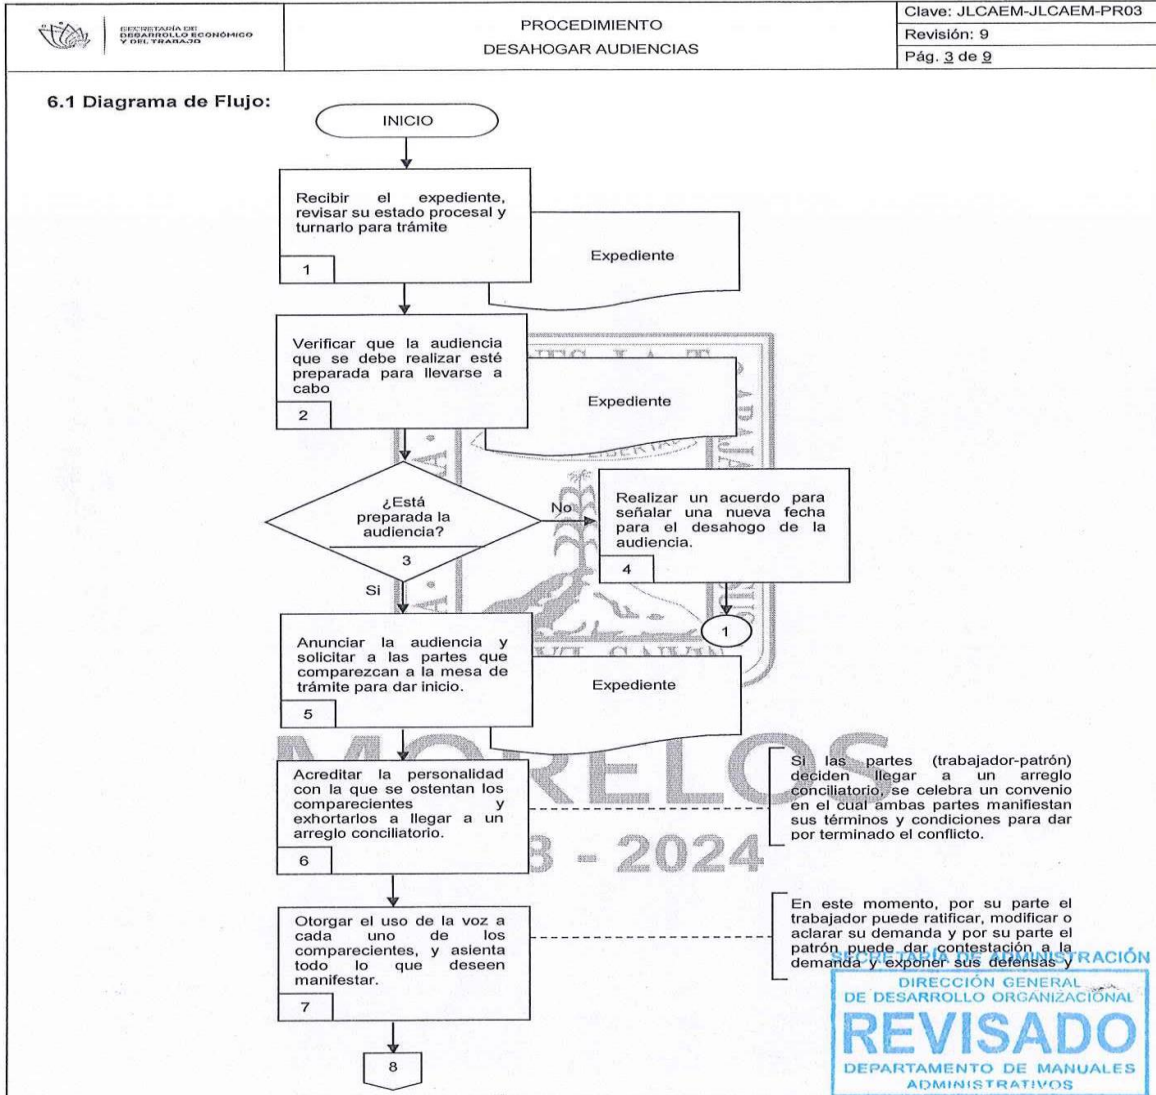 SECRETARÍA DE
DESARROLLO ECONÓMICO
Y DEL TRABAJO
PROCEDIMIENTO
DESAHOGAR AUDIENCIAS
Clave: JLCAEM-JLCAEM-PR03
Revisión: 9
Pág. 3 de 9
6.1 Diagrama de Flujo:
INICIO
Recibir el expediente,
revisar su estado procesal y
turnarlo para trámite
1
Expediente
Verificar que la audiencia
que se debe realizar esté
preparada para llevarse a
cabo
2
Expediente
¿Está
preparada la
audiencia?
3
No
Si
Realizar un acuerdo para
señalar una nueva fecha
para el desahogo de la
audiencia.
4
1
Anunciar la audiencia y
solicitar a las partes que
comparezcan a la mesa de
trámite para dar inicio.
5
Expediente
MORELOS
Acreditar la personalidad
con la que se ostentan los
comparecientes y
exhortarlos a llegar a un
arreglo conciliatorio.
6
Si las partes (trabajador-patrón)
deciden llegar a un arreglo
conciliatorio, se celebra un convenio
en el cual ambas partes manifiestan
sus términos y condiciones para dar
por terminado el conflicto.
8 - 2024
Otorgar el uso de la voz a
cada uno de los
comparecientes, y asienta
todo lo que deseen
manifestar.
7
En este momento, por su parte el
trabajador puede ratificar, modificar o
aclarar su demanda y por su parte el
patrón puede dar contestación a la
demanda y exponer sus defensas y
8
SECRETARÍA DE ADMINISTRACIÓN
DIRECCIÓN GENERAL
DE DESARROLLO ORGANIZACIONAL
REVISADO
DEPARTAMENTO DE MANUALES
ADMINISTRATIVOS